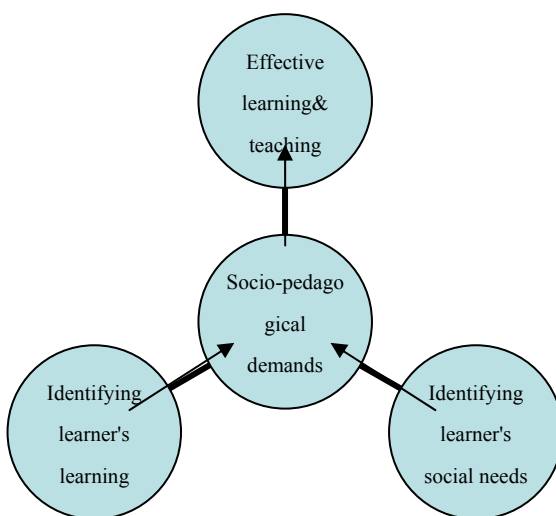 Effective
learning&
teaching
Socio-pedago
gical
demands
Identifying
learner's
learning
Identifying
learner's
social needs